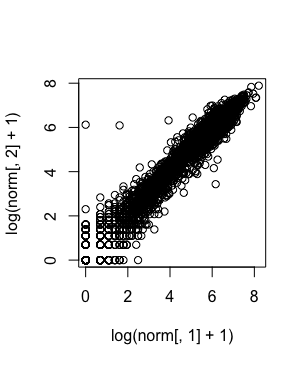 log(norm[, 2] + 1)
8
6
4
2
0
0 2 4 6 8
log(norm[, 1] + 1)